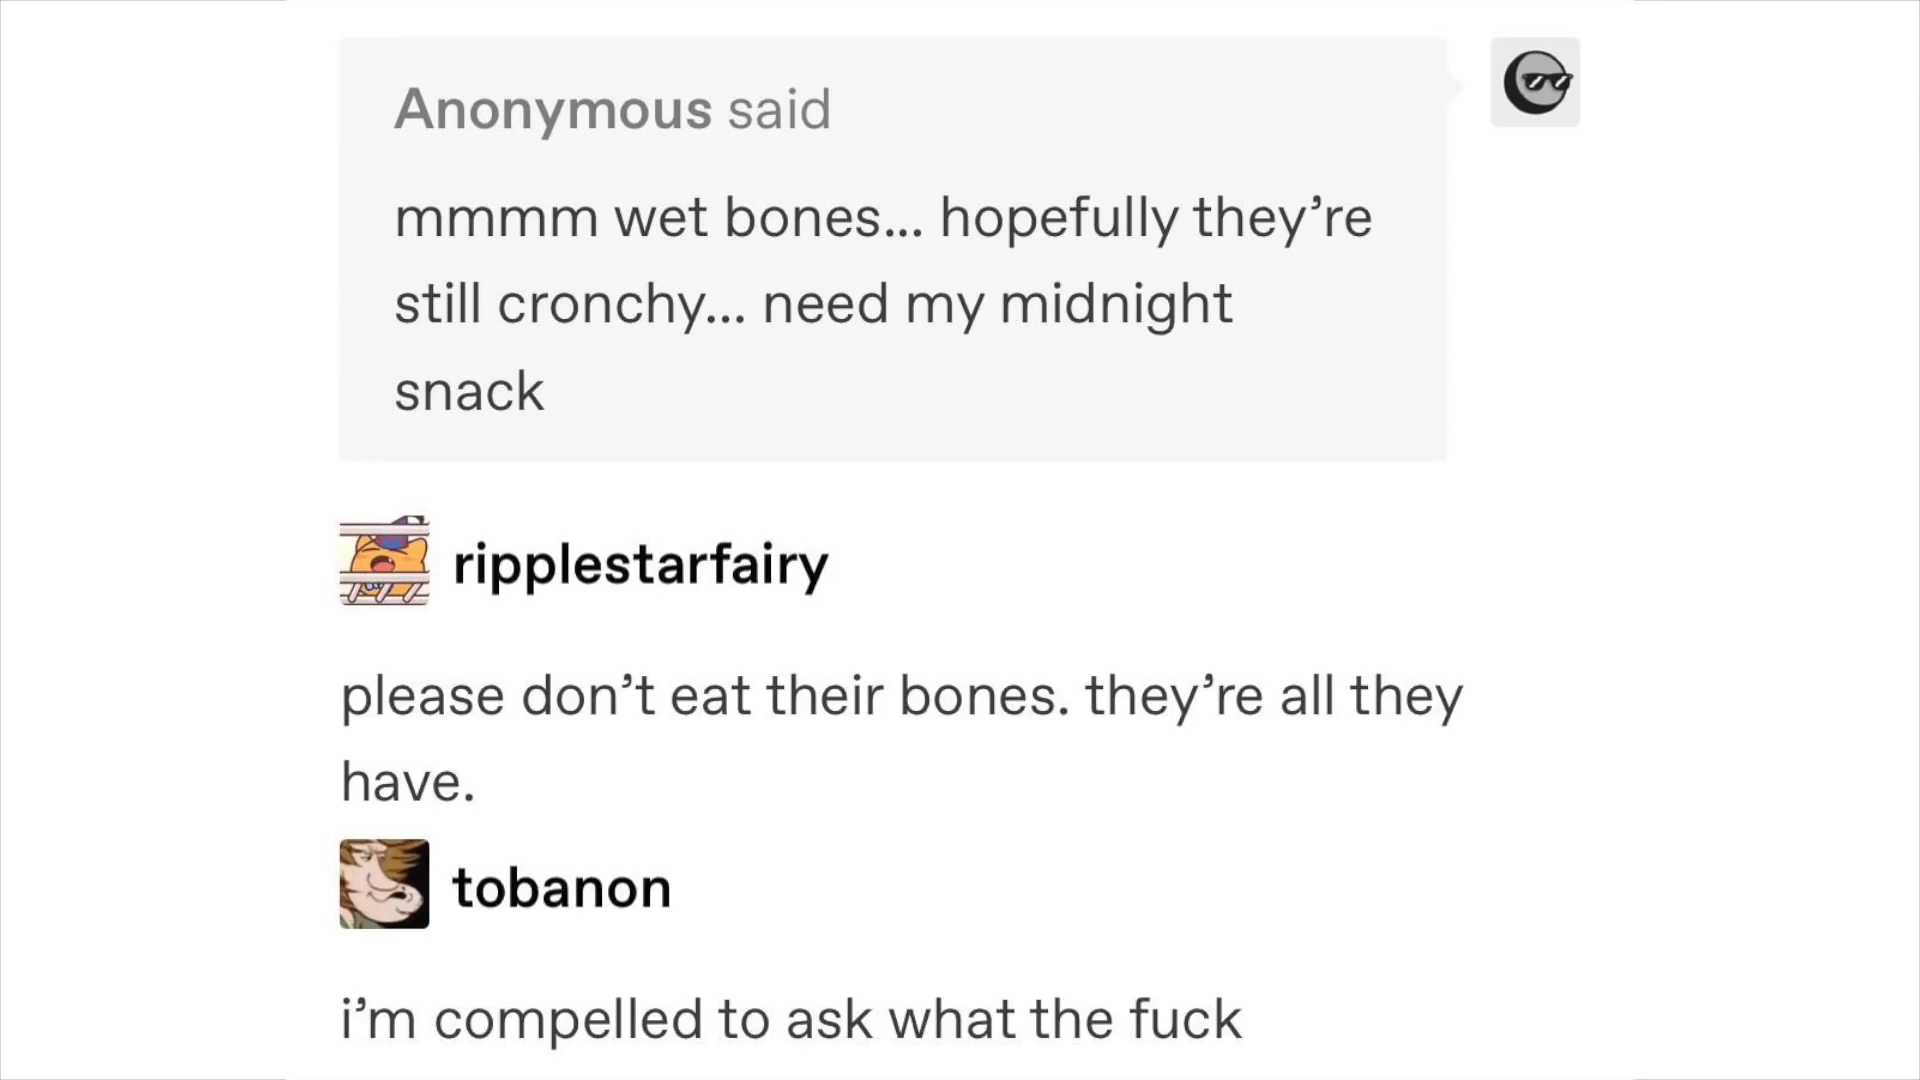 Anonymous said
mmmm wet bones... hopefully they're
still cronchy... need my midnight
snack
ripplestarfairy
please don't eat their bones. they're all they
have.
tobanon
i'm compelled to ask what the fuck